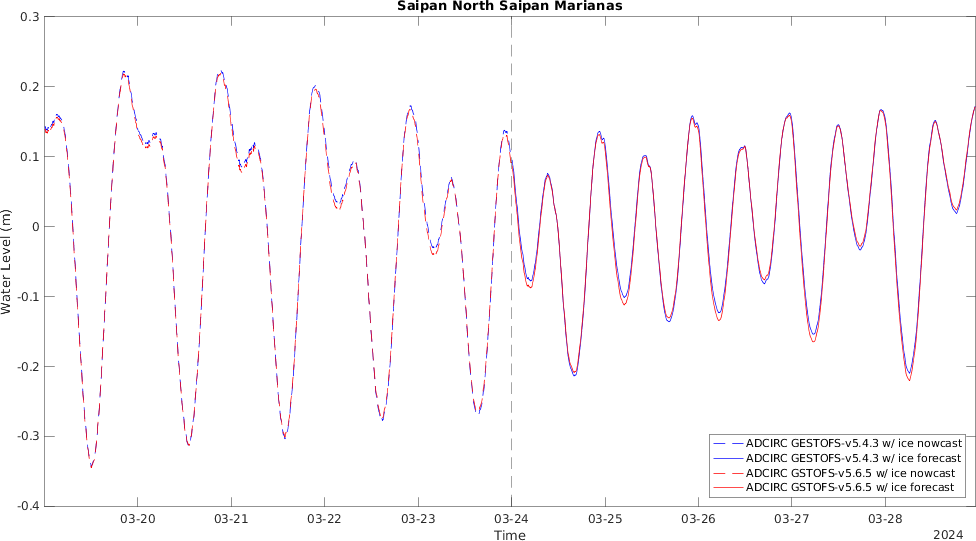 Saipan North Saipan Marianas
0.3
0.2
0.1
0
-0.1
-0.2
-0.3
-0.4
Water Level (m)
ADCIRC GESTOFS-v5.4.3 w/ ice nowcast
ADCIRC GESTOFS-v5.4.3 w/ ice forecast
ADCIRC GSTOFS-v5.6.5 w/ ice nowcast
ADCIRC GSTOFS-v5.6.5 w/ ice forecast
03-20 03-21 03-22 03-23 03-24 03-25 03-26 03-27 03-28
Time
2024